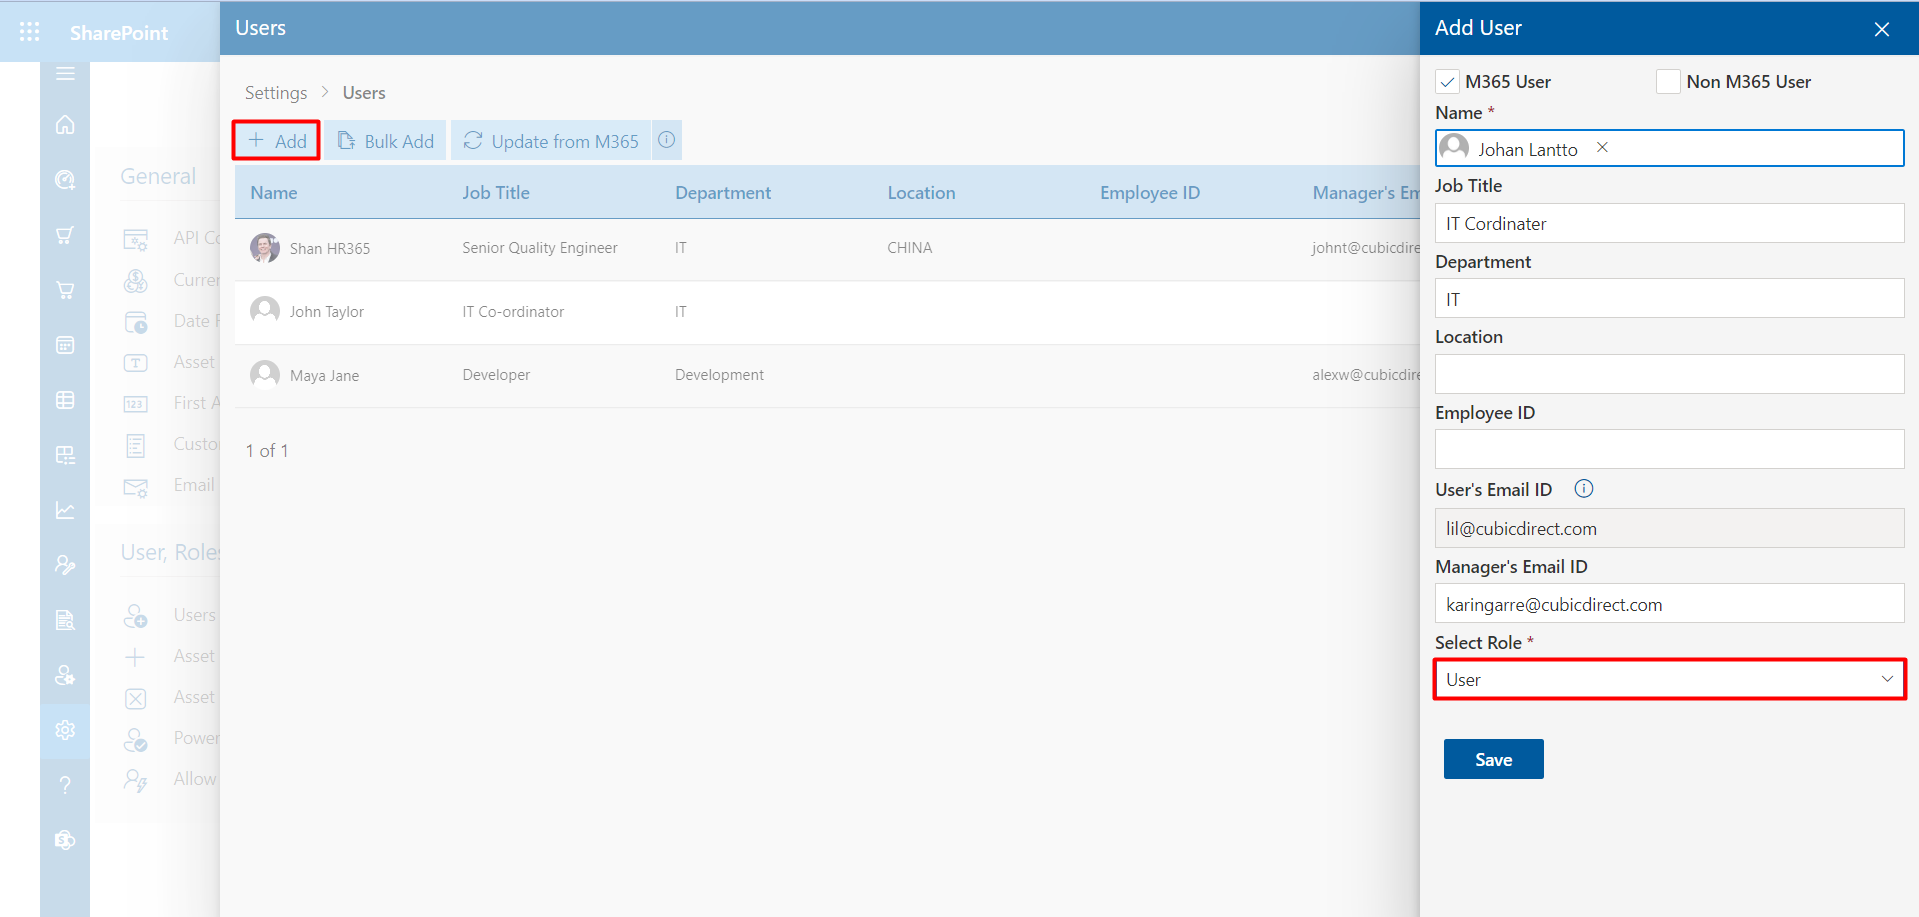 SharePoint
Users
Add User
Settings > Users
M365 User
Non M365 User
Name *
+ Add
Bulk Add
Update from M365
Johan Lantto
General
Name
Job Title
Department
Location
Employee ID
Manager's Em
Job Title
IT Cordinater
API Co
Shan HR365
Senior Quality Engineer
IT
CHINA
johnt@cubicdire
Department
Curren
IT
Date F
John Taylor
IT Co-ordinator
IT
Location
Asset
Maya Jane
Developer
Development
alexw@cubicdire
First A
Employee ID
Custo
1 of 1
Email
User's Email ID
lil@cubicdirect.com
User, Roles
Manager's Email ID
karingarre@cubicdirect.com
Users
Select Role *
Asset
User
Asset
Power
Save
Allow